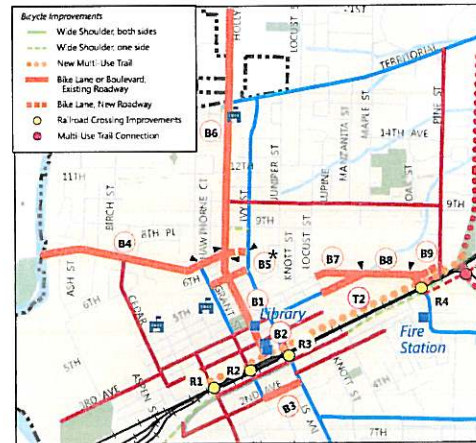 Bicycle Improvements
Wide Shoulder, both sides
Wide Shoulder, one side
New Multi-Use Trail
Bike Lane or Boulevard,
Existing Roadway
Bike Lane, New Roadway
Railroad Crossing Improvements
Multi-Use Trail Connection
HOLLY
LOCUST ST
TERRITORIAL
PINE ST
MAPLE ST
MANZANITA ST
14TH AVE
B6
12TH
JUNIPER ST
LUPINE
OAK ST
11TH
BIRCH ST
HAWTHORNE CT
IVY ST
9TH
9TH
8TH PL
B4
B5*
KNOTT ST
LOCUST ST
B7
B8
B9
ASH ST
6TH
6TH
GRANT
B1
Library
T2
R4
CEDAR
5TH
B2
Fire
Station
5TH
R3
R2
R1
3RD AVE
ASPEN ST
2ND AVE
KNOTT ST
4TH
B3
IVY ST
7TH